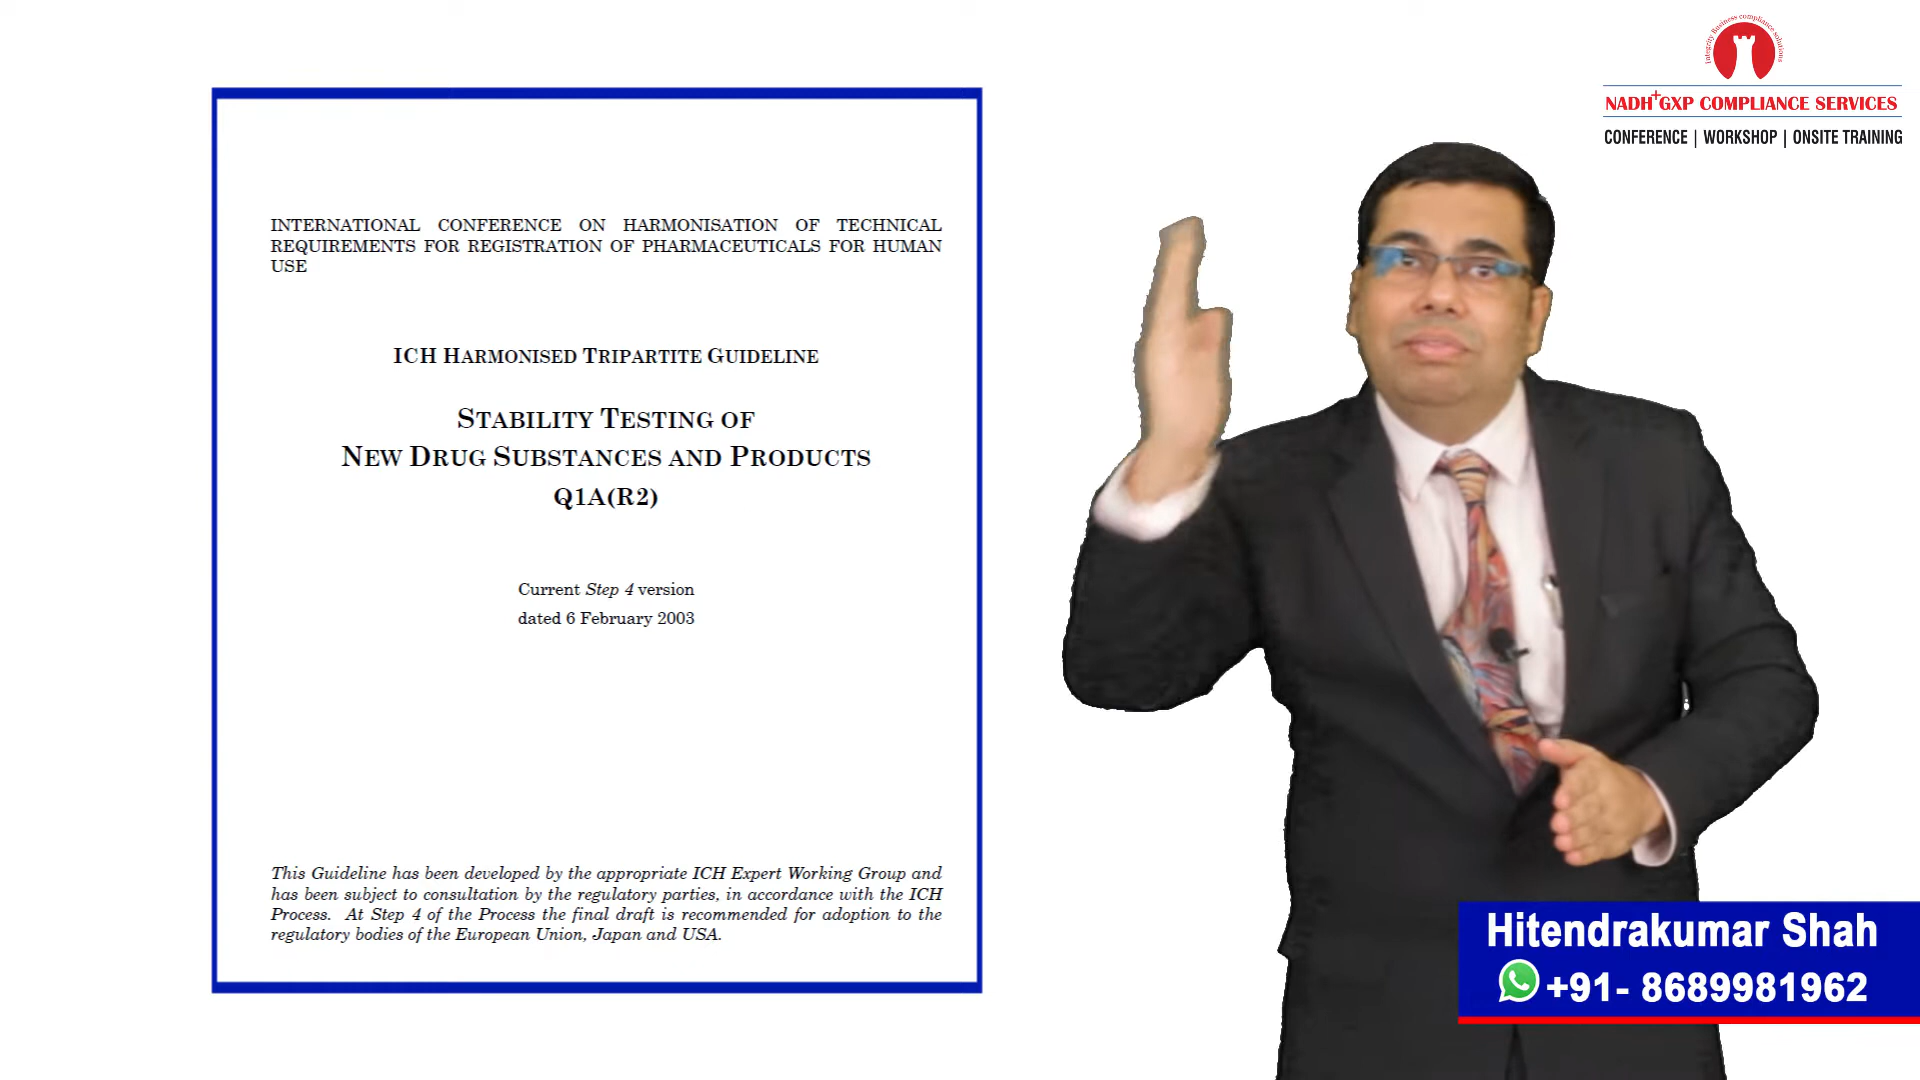 Integrity Business compliance solutions
NADH+GXP COMPLIANCE SERVICES
CONFERENCE | WORKSHOP | ONSITE TRAINING
INTERNATIONAL CONFERENCE ON HARMONISATION OF TECHNICAL
REQUIREMENTS FOR REGISTRATION OF PHARMACEUTICALS FOR HUMAN
USE
ICH HARMONISED TRIPARTITE GUIDELINE
STABILITY TESTING OF
NEW DRUG SUBSTANCES AND PRODUCTS
Q1A(R2)
Current Step 4 version
dated 6 February 2003
This Guideline has been developed by the appropriate ICH Expert Working Group and
has been subject to consultation by the regulatory parties, in accordance with the ICH
Process. At Step 4 of the Process the final draft is recommended for adoption to the
regulatory bodies of the European Union, Japan and USA.
Hitendrakumar Shah
+91- 8689981962